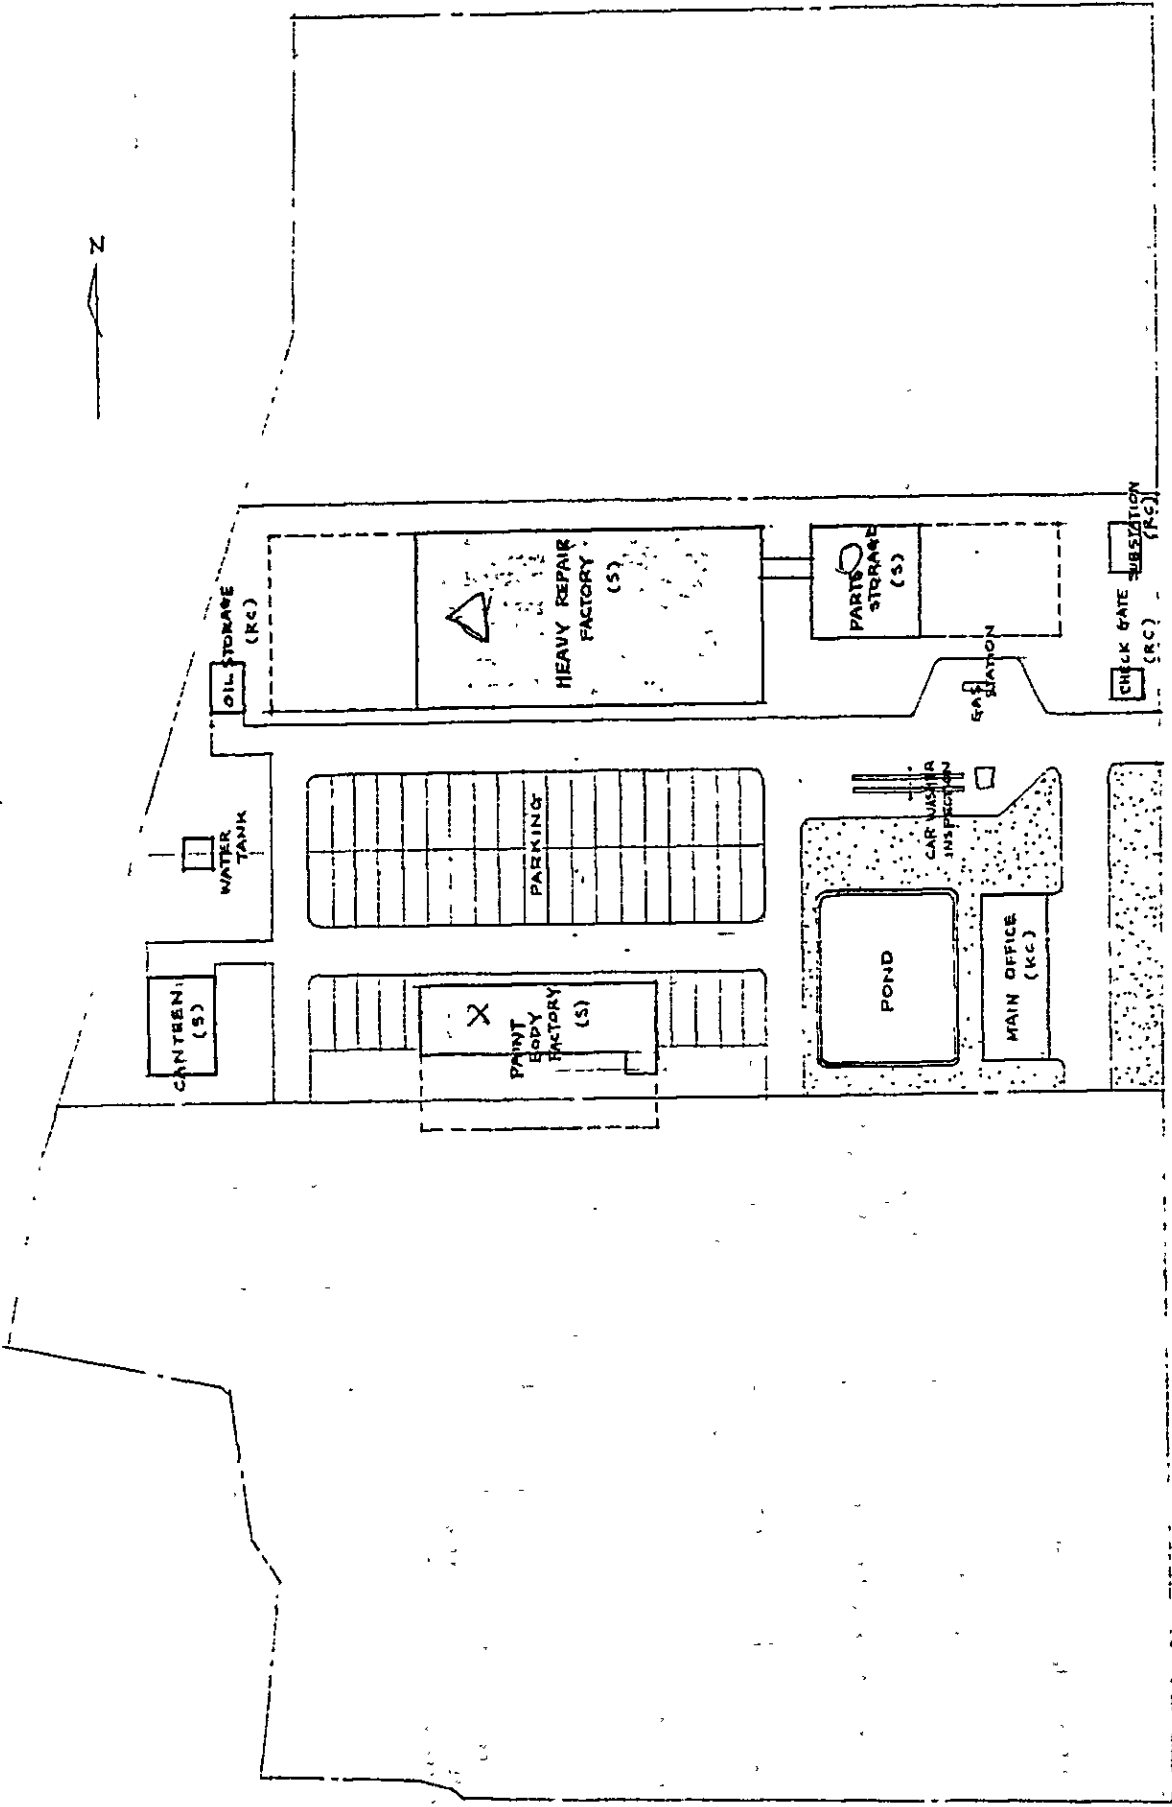 N
OIL STORAGE
(RC)
HEAVY REPAIR
FACTORY
(S)
PARTS
STORAGE
(S)
SUBSTATION
(RC)
CHECK GATE
(RC)
GAS
STATION
WATER
TANK
PARKING
CAR WASHER
INSPECTION
CANTEEN
(S)
X
PAINT
BODY
FACTORY
(S)
POND
MAIN OFFICE
(RC)